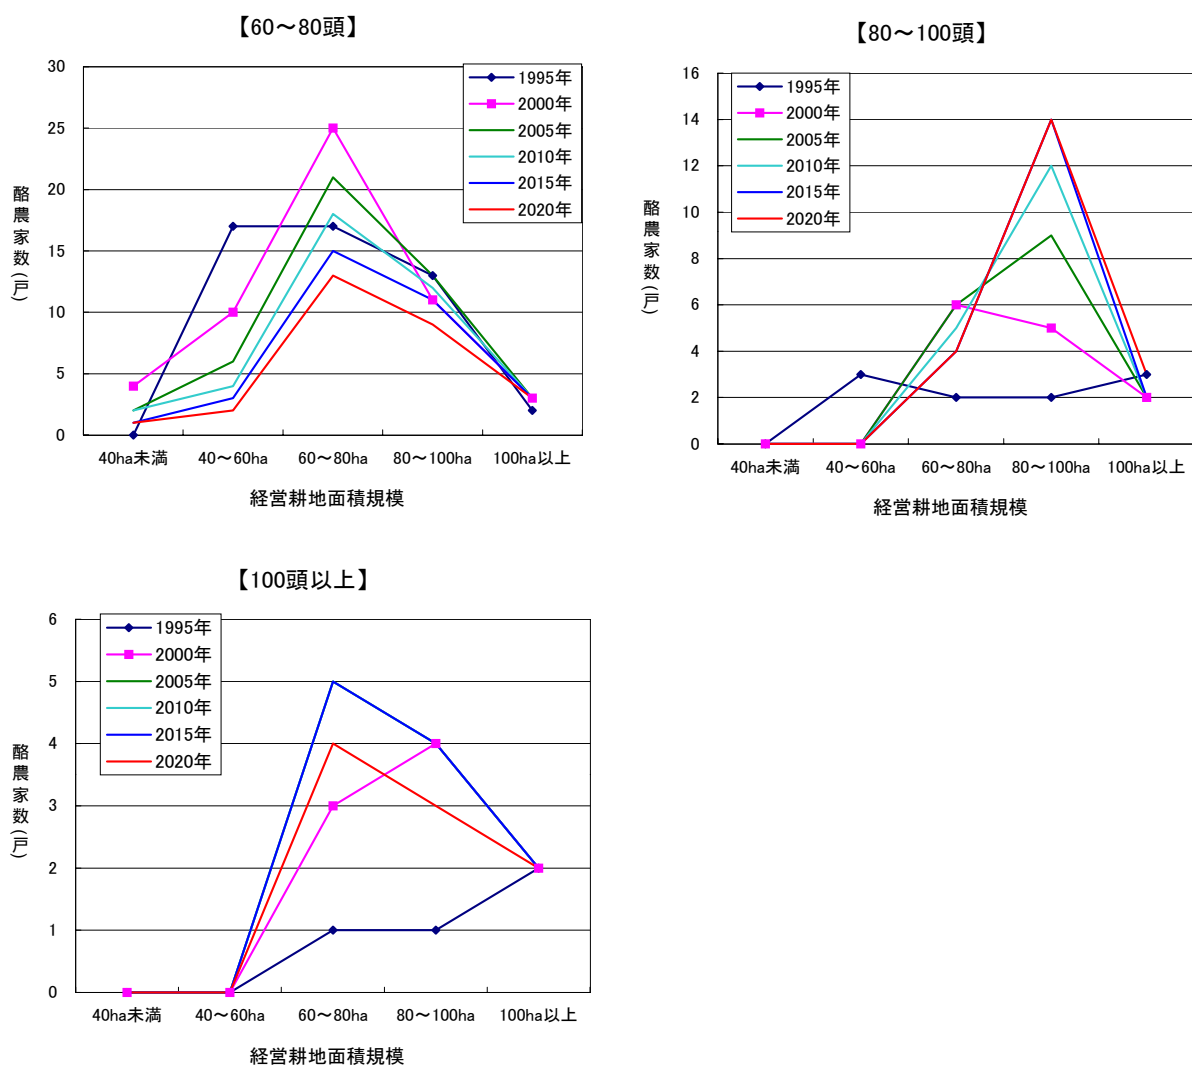 【60～80頭】
30
25
20
15
10
5
0
酪農家数(戸)
1995年
2000年
2005年
2010年
2015年
2020年
40ha未満
40～60ha
60～80ha
80～100ha
100ha以上
経営耕地面積規模
【80～100頭】
16
14
12
10
8
6
4
2
0
酪農家数(戸)
1995年
2000年
2005年
2010年
2015年
2020年
40ha未満
40～60ha
60～80ha
80～100ha
100ha以上
経営耕地面積規模
【100頭以上】
6
5
4
3
2
1
0
酪農家数(戸)
1995年
2000年
2005年
2010年
2015年
2020年
40ha未満
40～60ha
60～80ha
80～100ha
100ha以上
経営耕地面積規模